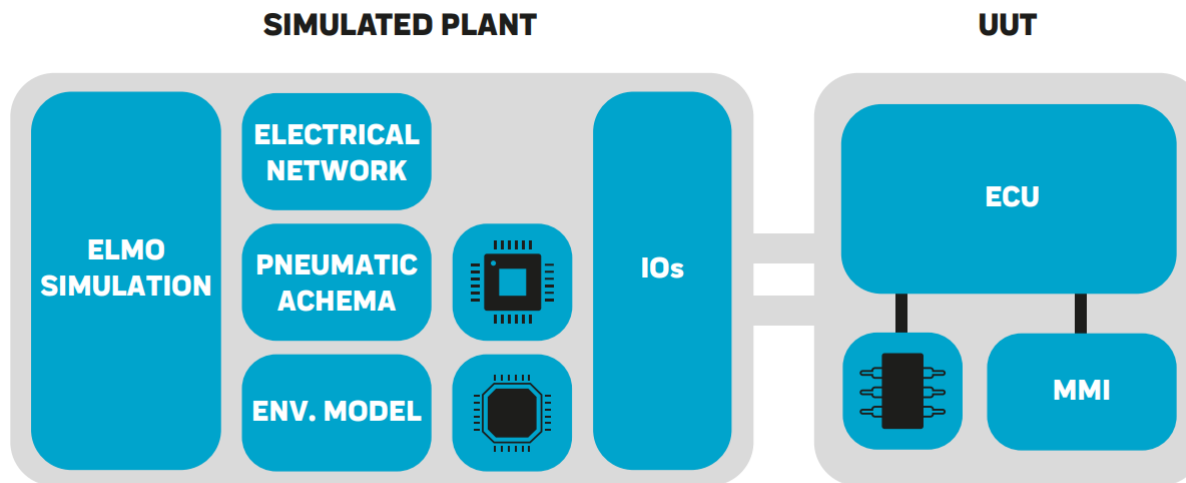 SIMULATED PLANT
UUT
ELMO
SIMULATION
ELECTRICAL
NETWORK
PNEUMATIC
ACHEMA
ENV. MODEL
IOs
ECU
MMI